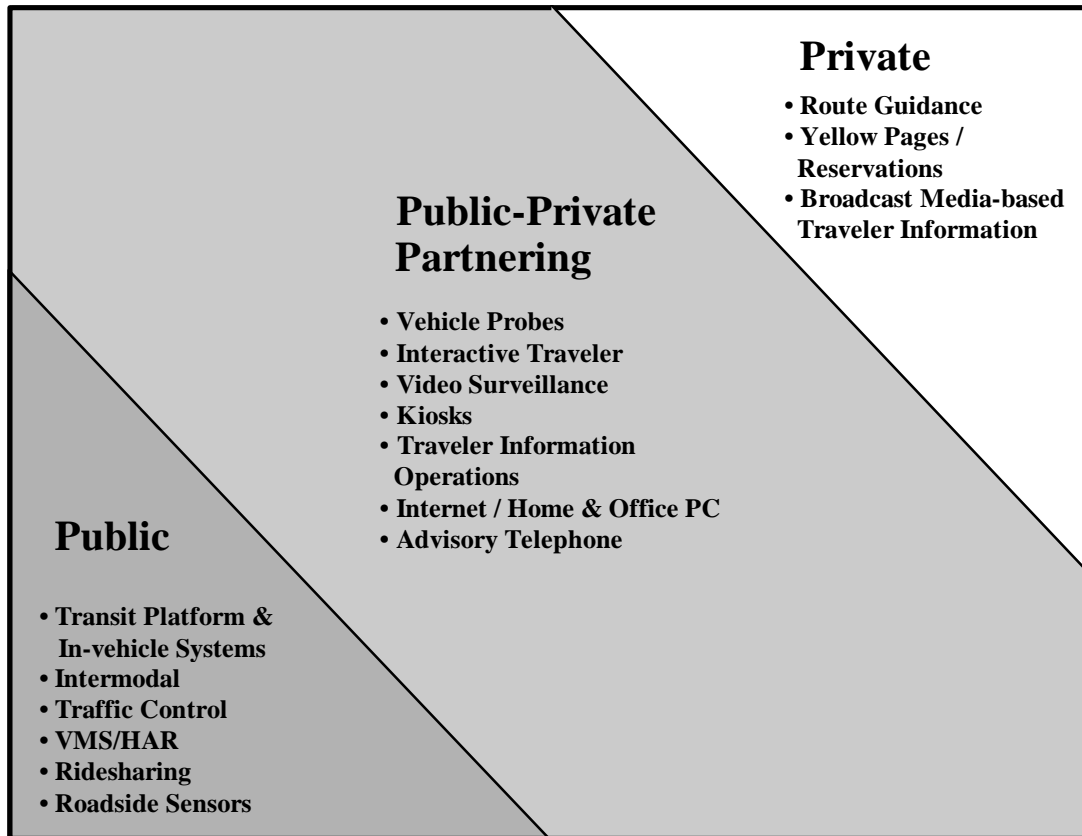 Private
• Route Guidance
• Yellow Pages /
Reservations
• Broadcast Media-based
Traveler Information
Public-Private
Partnering
• Vehicle Probes
• Interactive Traveler
• Video Surveillance
• Kiosks
• Traveler Information
Operations
• Internet / Home & Office PC
• Advisory Telephone
Public
• Transit Platform &
In-vehicle Systems
• Intermodal
• Traffic Control
• VMS/HAR
• Ridesharing
• Roadside Sensors